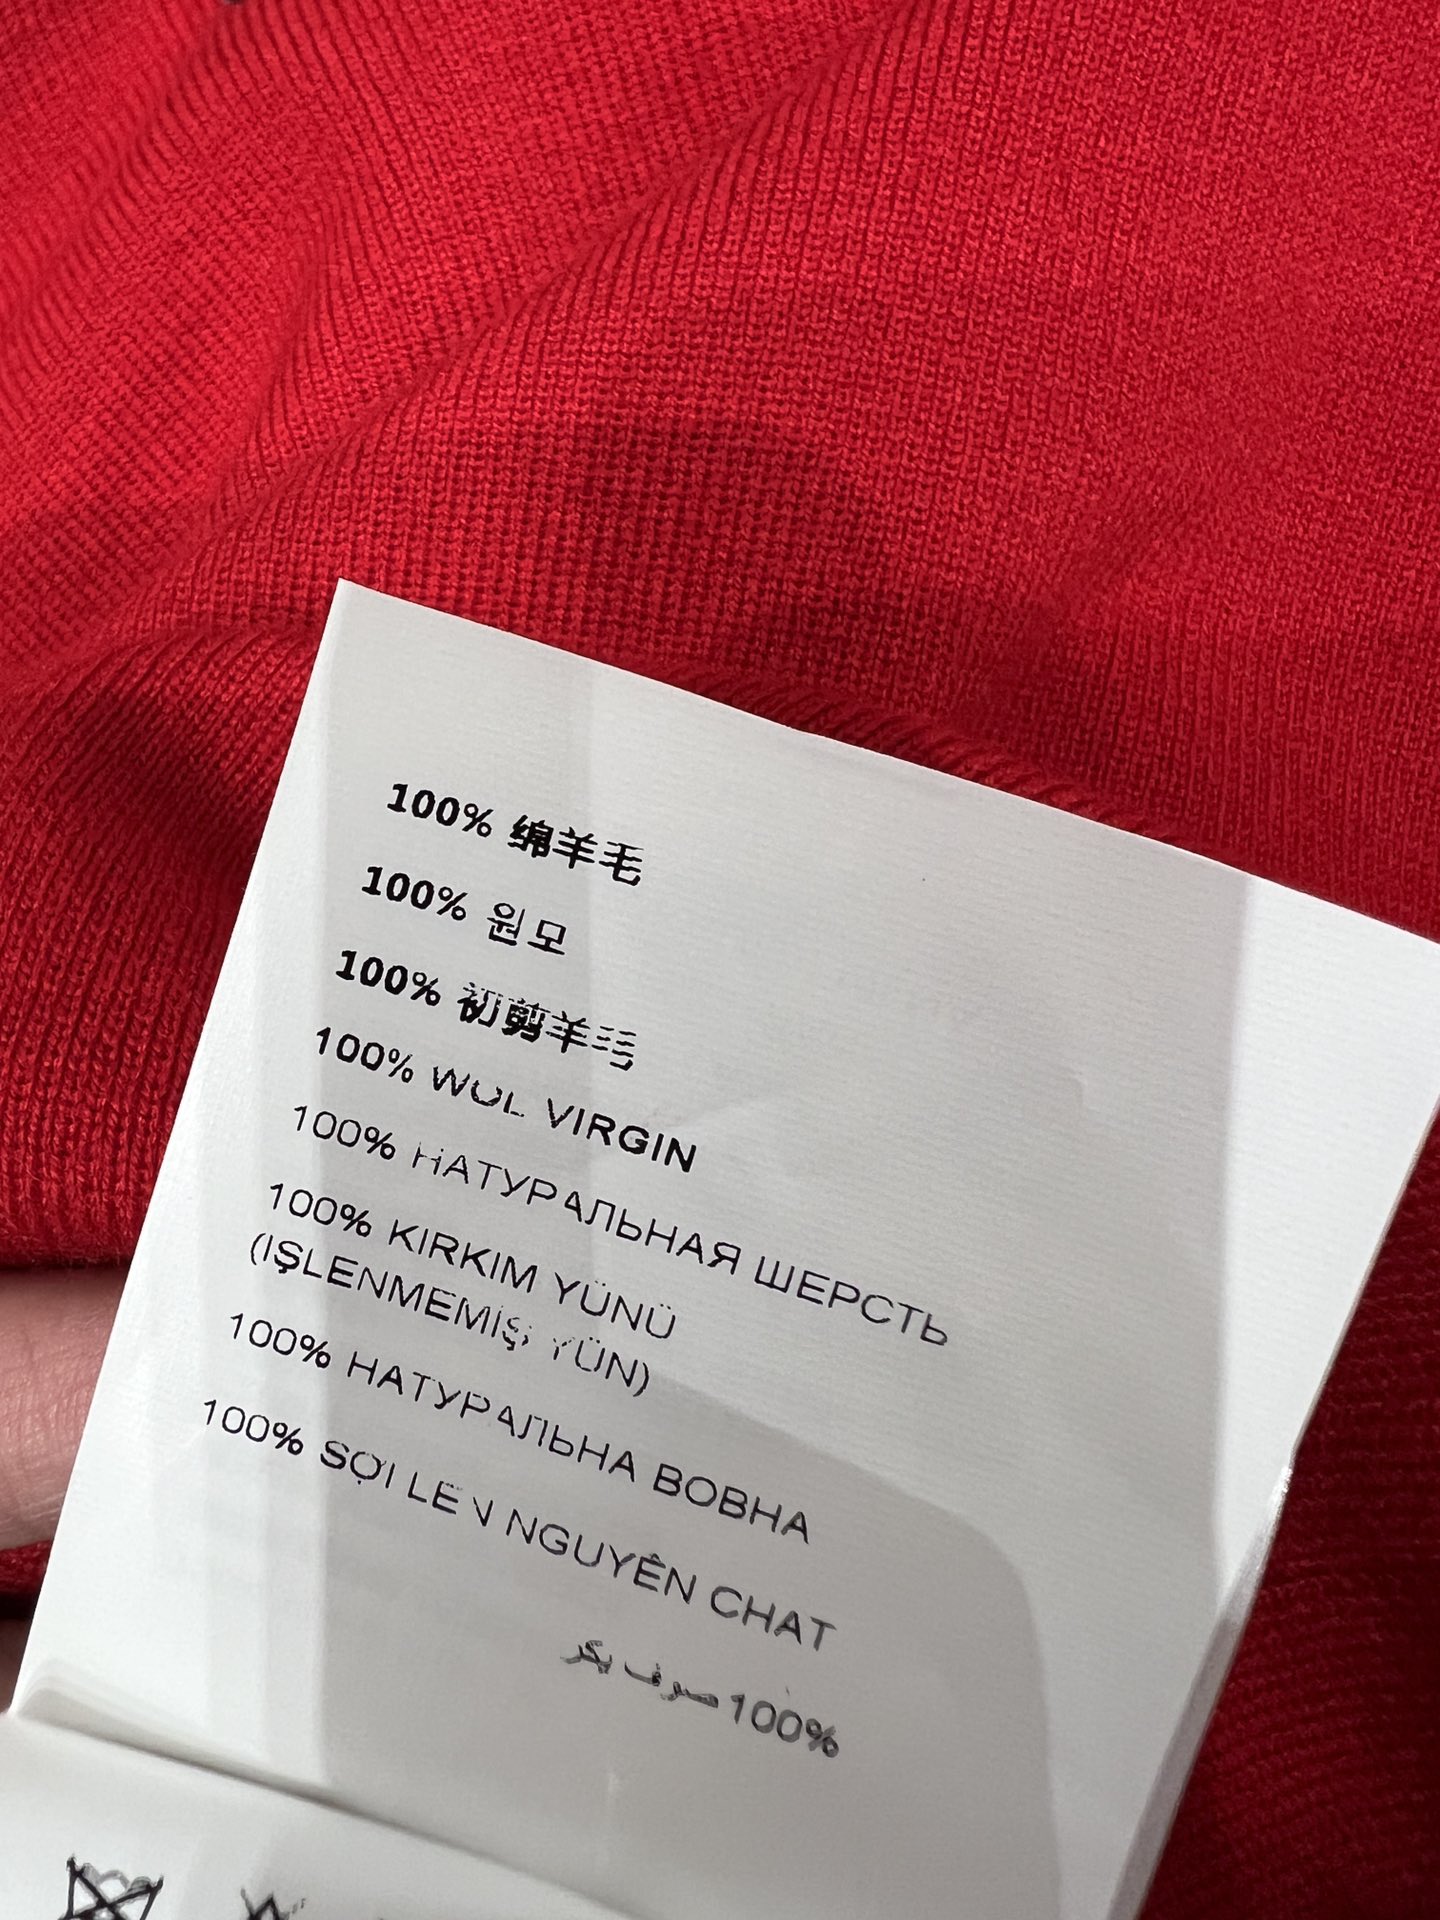 100% 绵羊毛
100% 원모
100% 初剪羊毛
100% WOL VIRGIN
100% НАТУРАЛЬНАЯ ШЕРСТЬ
100% KIRKIM YÜNÜ
(IŞLENMEMİŞ YÜN)
100% НАТУРАЛЬНА ВОВНА
100% SỢI LEN NGUYÊN CHAT
100% صوف بكر